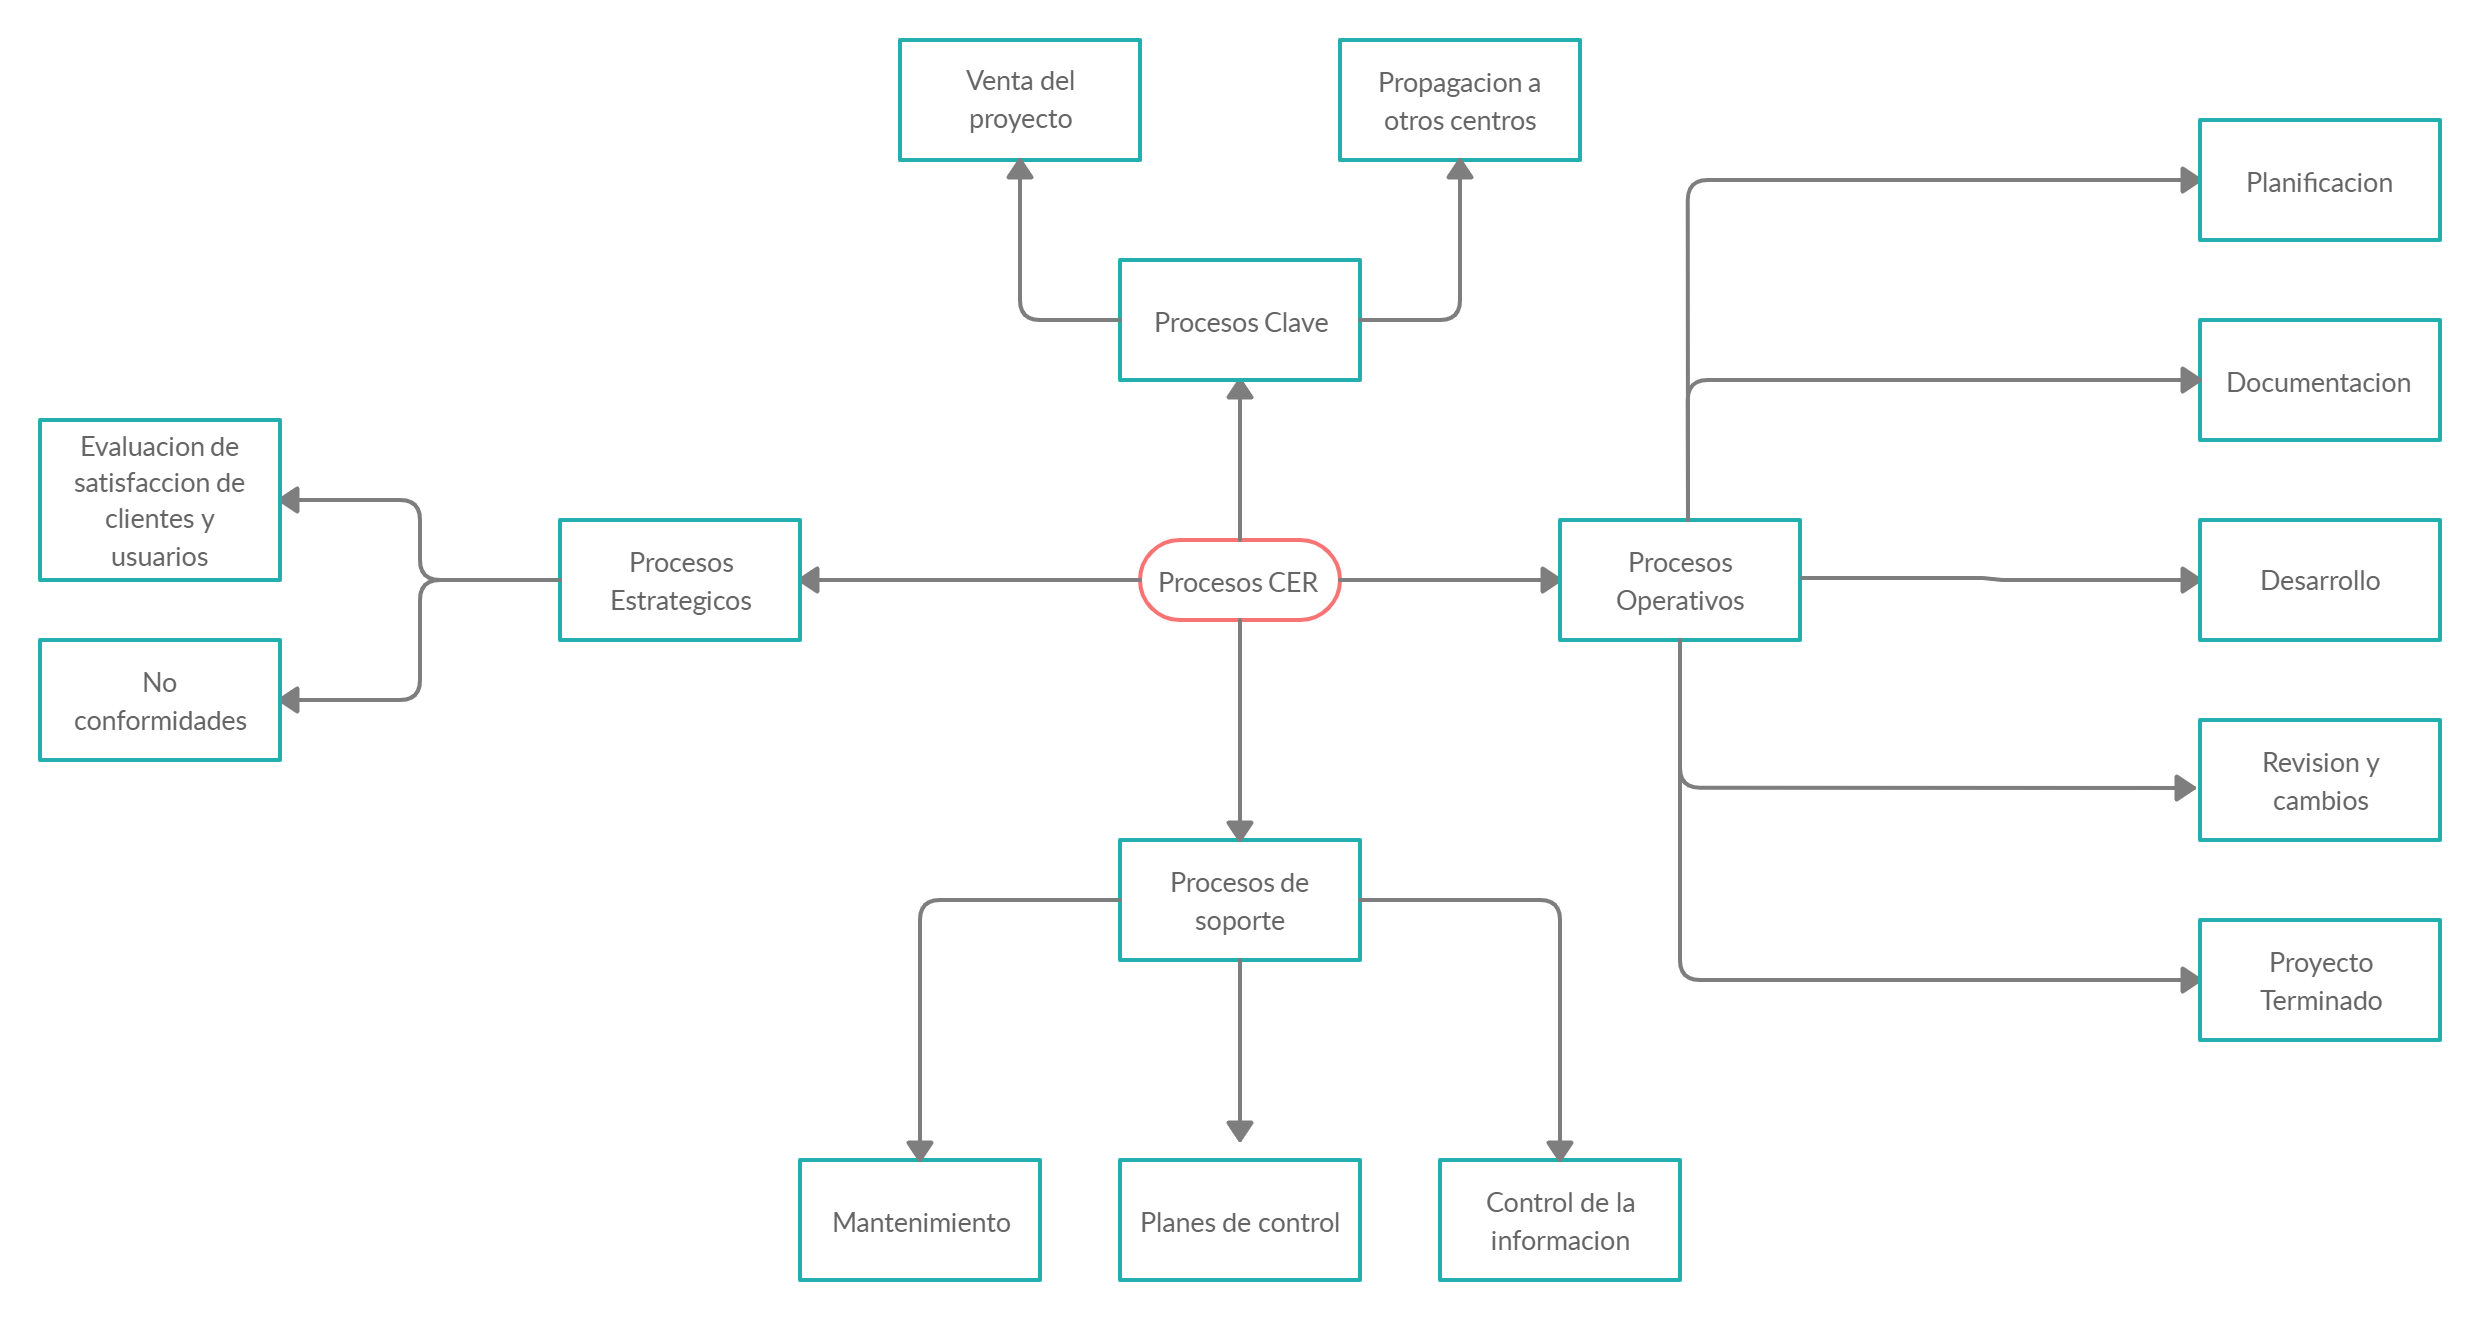 Venta del
proyecto
Propagacion a
otros centros
Planificacion
Procesos Clave
Documentacion
Evaluacion de
satisfaccion de
clientes y
usuarios
Procesos
Estrategicos
Procesos CER
Procesos
Operativos
Desarrollo
No
conformidades
Revision y
cambios
Procesos de
soporte
Proyecto
Terminado
Mantenimiento
Planes de control
Control de la
informacion